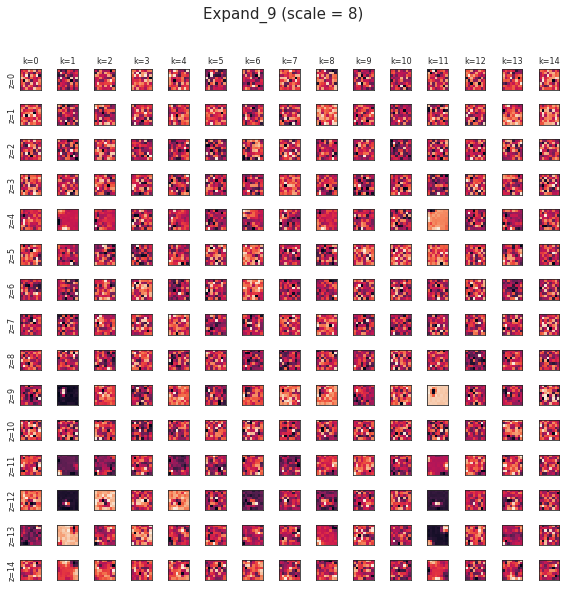 Expand_9 (scale = 8)
k=0 k=1 k=2 k=3 k=4 k=5 k=6 k=7 k=8 k=9 k=10 k=11 k=12 k=13 k=14
z=0
z=1
z=2
z=3
z=4
z=5
z=6
z=7
z=8
z=9
z=10
z=11
z=12
z=13
z=14